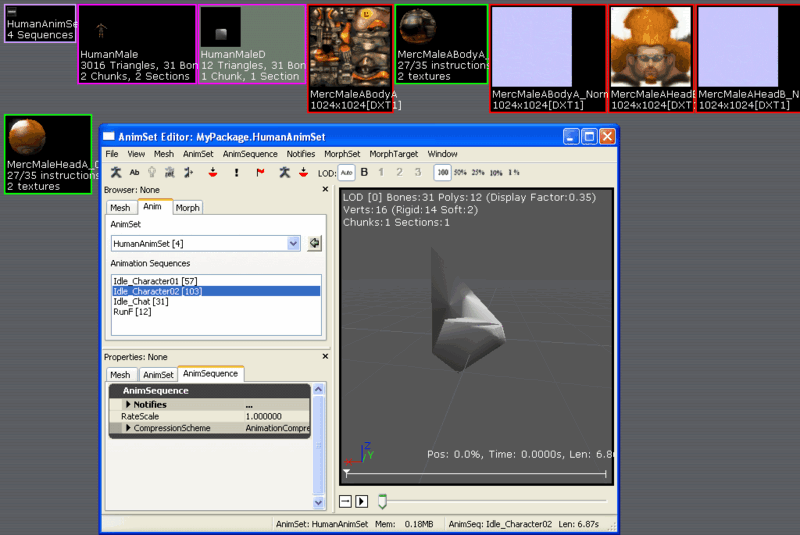 HumanAnimSe
4 Sequences
HumanMale
3016 Triangles, 31 Bon
2 Chunks, 2 Sections
HumanMaleD
12 Triangles, 31 Bon
1 Chunk, 1 Section
MercMaleABodyA
1024x1024[DXT1]
MercMaleABodyA_
27/35 instruction
2 textures
MercMaleABodyA_Norm
1024x1024[DXT1]
MercMaleAHead
1024x1024[DXT
MercMaleAHeadB_N
1024x1024[DXT1]
MercMaleHeadA_
27/35 instructions
2 textures
AnimSet Editor: MyPackage.HumanAnimSet
File View Mesh AnimSet AnimSequence Notifies MorphSet MorphTarget Window
Ab LOD: Auto B 1 2 3 100 50% 25% 10% 1%
Browser: None
Mesh Anim Morph
AnimSet
HumanAnimSet [4]
Animation Sequences
Idle_Character01 [57]
Idle_Character02 [103]
Idle_Chat [31]
RunF [12]
Properties: None
Mesh AnimSet AnimSequence
AnimSequence
Notifies ...
RateScale 1.000000
CompressionScheme AnimationCompre
LOD [0] Bones:31 Polys:12 (Display Factor:0.35)
Verts:16 (Rigid:14 Soft:2)
Chunks:1 Sections:1
Z
Y
Pos: 0.0%, Time: 0.0000s, Len: 6.8
AnimSet: HumanAnimSet Mem: 0.18MB AnimSeq: Idle_Character02 Len: 6.87s